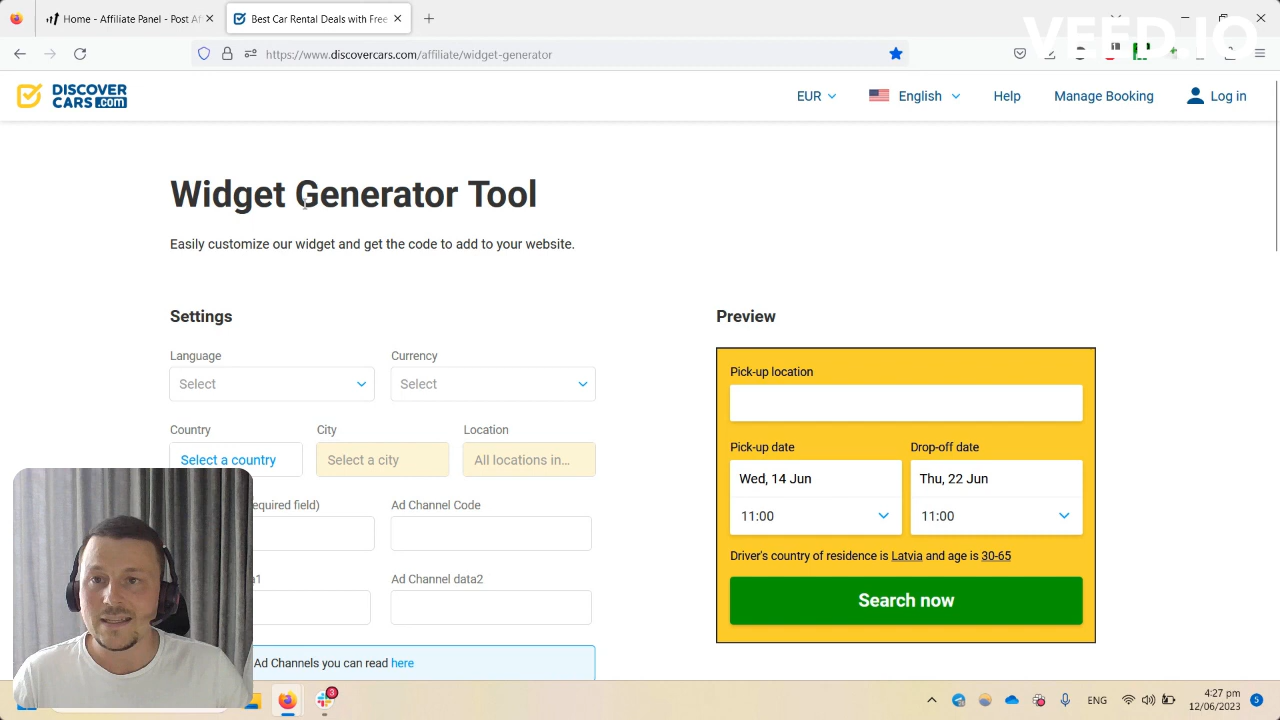 Home - Affiliate Panel - Post Af
Best Car Rental Deals with Free
VEED.IO
https://www.discovercars.com/affiliate/widget-generator
DISCOVER
CARS.com
EUR
English
Help
Manage Booking
Log in
Widget Generator Tool
Easily customize our widget and get the code to add to your website.
Settings
Preview
Language
Currency
Select
Select
Country
City
Location
Select a country
Select a city
All locations in...
equired field)
Ad Channel Code
Ad Channel data2
Ad Channels you can read here
Pick-up location
Pick-up date
Drop-off date
Wed, 14 Jun
Thu, 22 Jun
11:00
11:00
Driver's country of residence is Latvia and age is 30-65
Search now
3
ENG
4:27 pm
12/06/2023
5